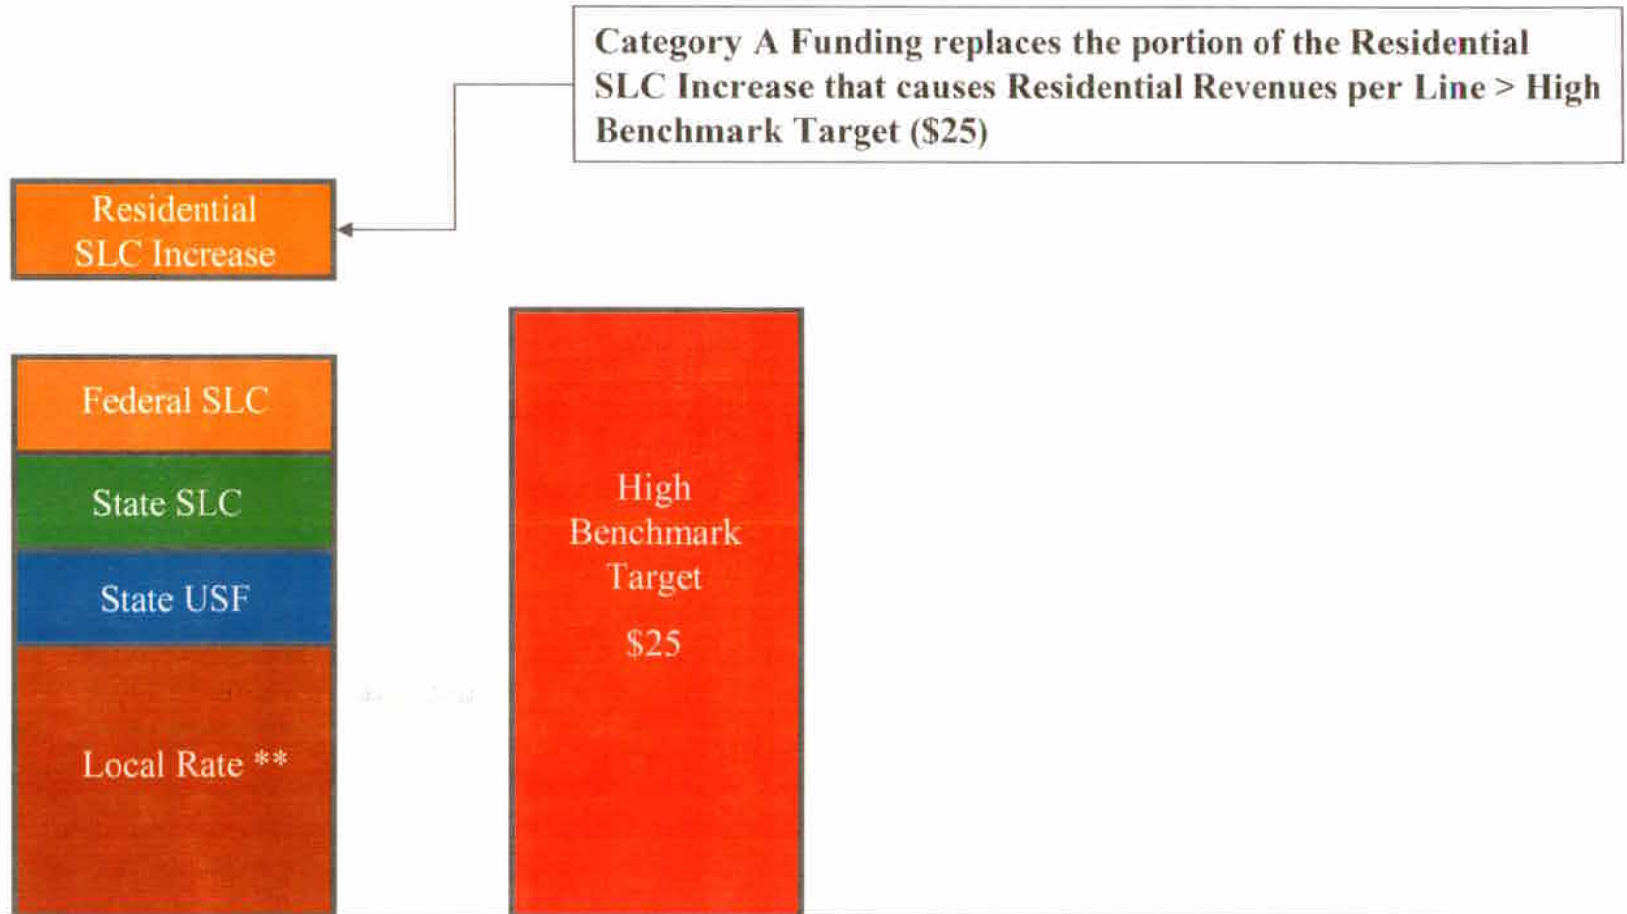 Category A Funding replaces the portion of the Residential
SLC Increase that causes Residential Revenues per Line > High
Benchmark Target ($25)
Residential
SLC Increase
Federal SLC
State SLC
State USF
Local Rate **
High
Benchmark
Target
$25